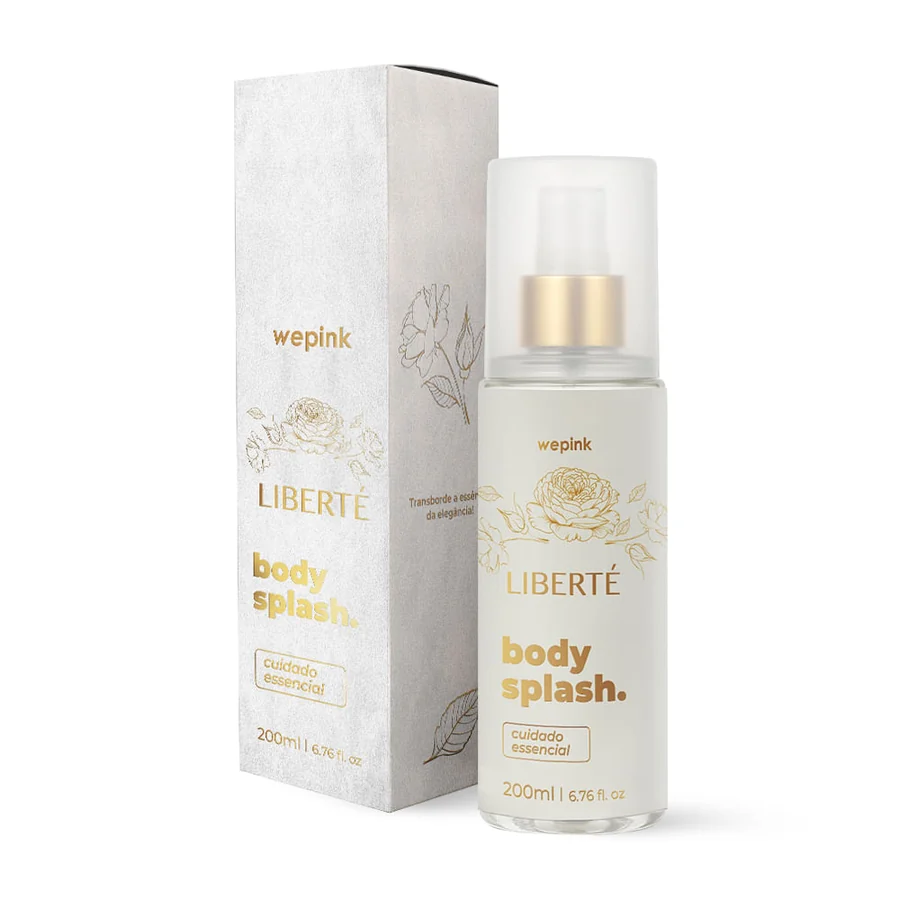 wepink
LIBERTÉ
body
splash.
cuidado
essencial
200ml | 6.76 fl. oz
Transborde a
da elegância!
wepink
LIBERTÉ
body
splash.
cuidado
essencial
200ml | 6.76 fl. oz